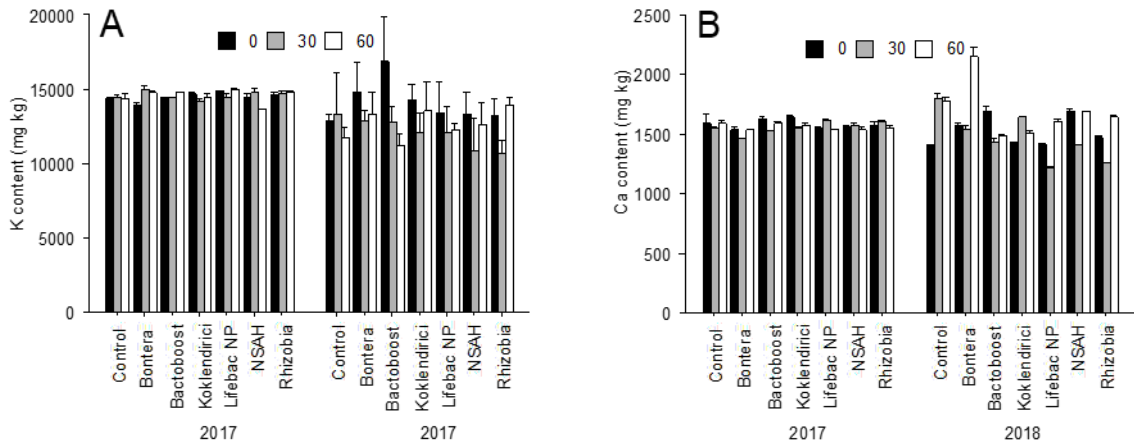 A
0 30 60
K content (mg kg)
20000
15000
10000
5000
0
Control
Bontera
Bactoboost
Koklendirici
Lifebac NP
NSAH
Rhizobia
Control
Bontera
Bactoboost
Koklendirici
Lifebac NP
NSAH
Rhizobia
2017 2017
B
0 30 60
Ca content (mg kg)
2500
2000
1500
1000
500
0
Control
Bontera
Bactoboost
Koklendirici
Lifebac NP
NSAH
Rhizobia
Control
Bontera
Bactoboost
Koklendirici
Lifebac NP
NSAH
Rhizobia
2017 2018